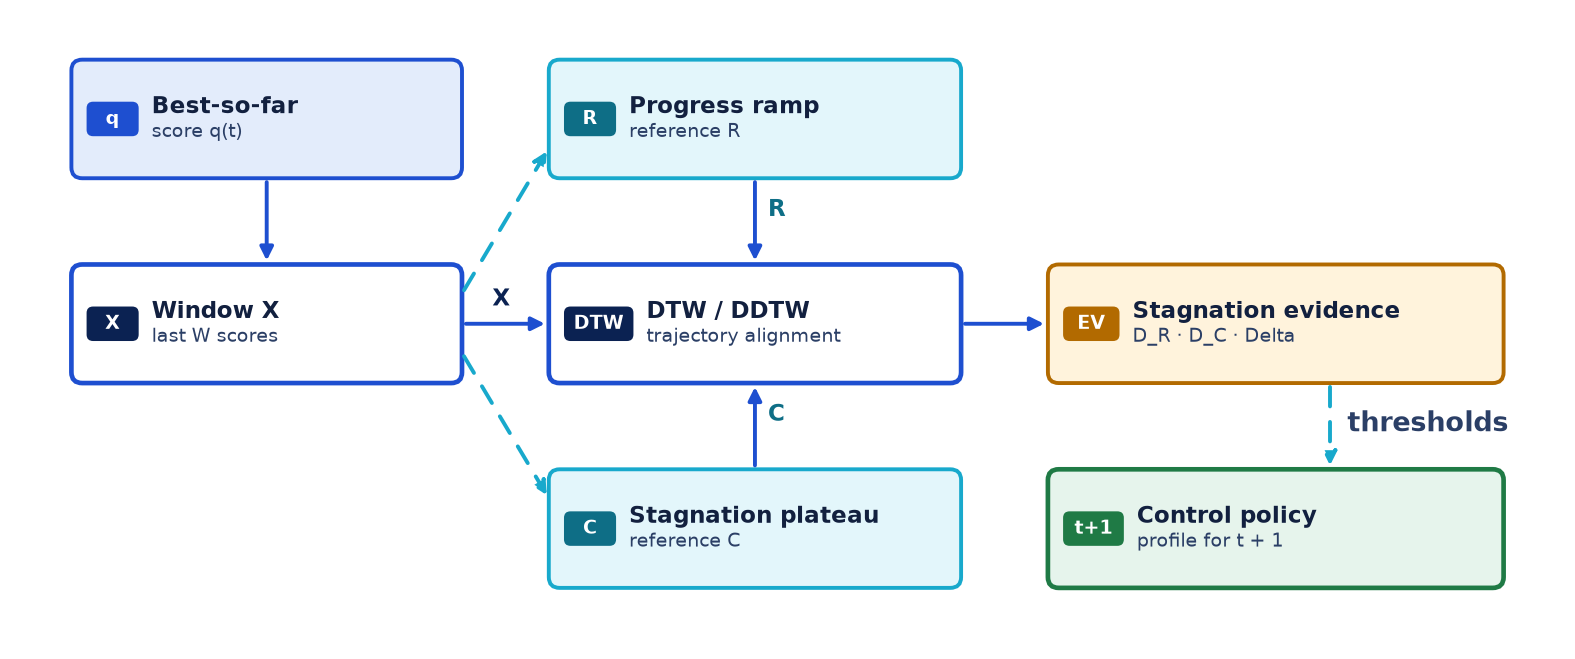 q
Best-so-far
score q(t)
R
Progress ramp
reference R
R
X
Window X
last W scores
X
DTW
DTW / DDTW
trajectory alignment
EV
Stagnation evidence
D_R · D_C · Delta
C
thresholds
C
Stagnation plateau
reference C
t+1
Control policy
profile for t + 1